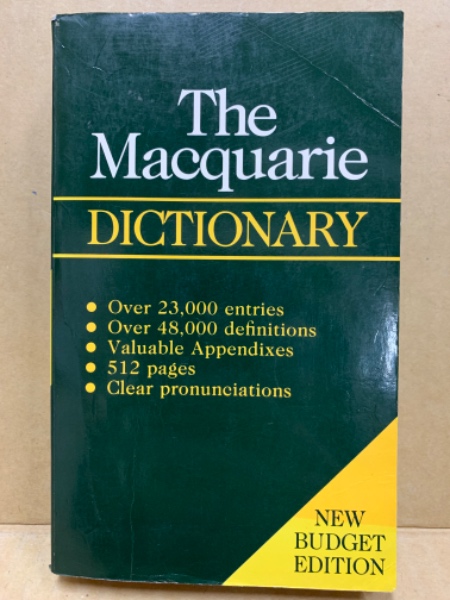 The
Macquarie
DICTIONARY
• Over 23,000 entries
• Over 48,000 definitions
• Valuable Appendixes
• 512 pages
• Clear pronunciations
NEW
BUDGET
EDITION